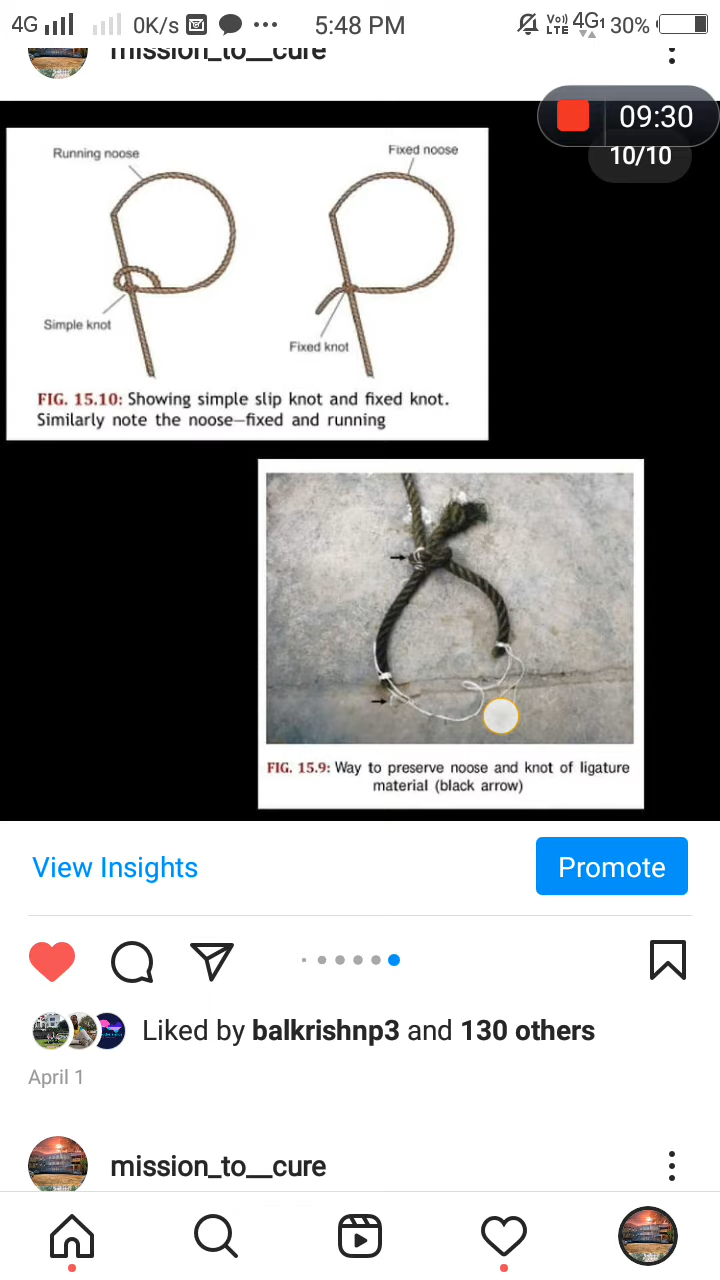 4G 0K/s 5:48 PM Vo) LTE 4G1 30%
mission_to__cure
09:30
10/10
Running noose
Fixed noose
Simple knot
Fixed knot
FIG. 15.10: Showing simple slip knot and fixed knot.
Similarly note the noose—fixed and running
FIG. 15.9: Way to preserve noose and knot of ligature
material (black arrow)
View Insights
Promote
Liked by balkrishnp3 and 130 others
April 1
mission_to__cure